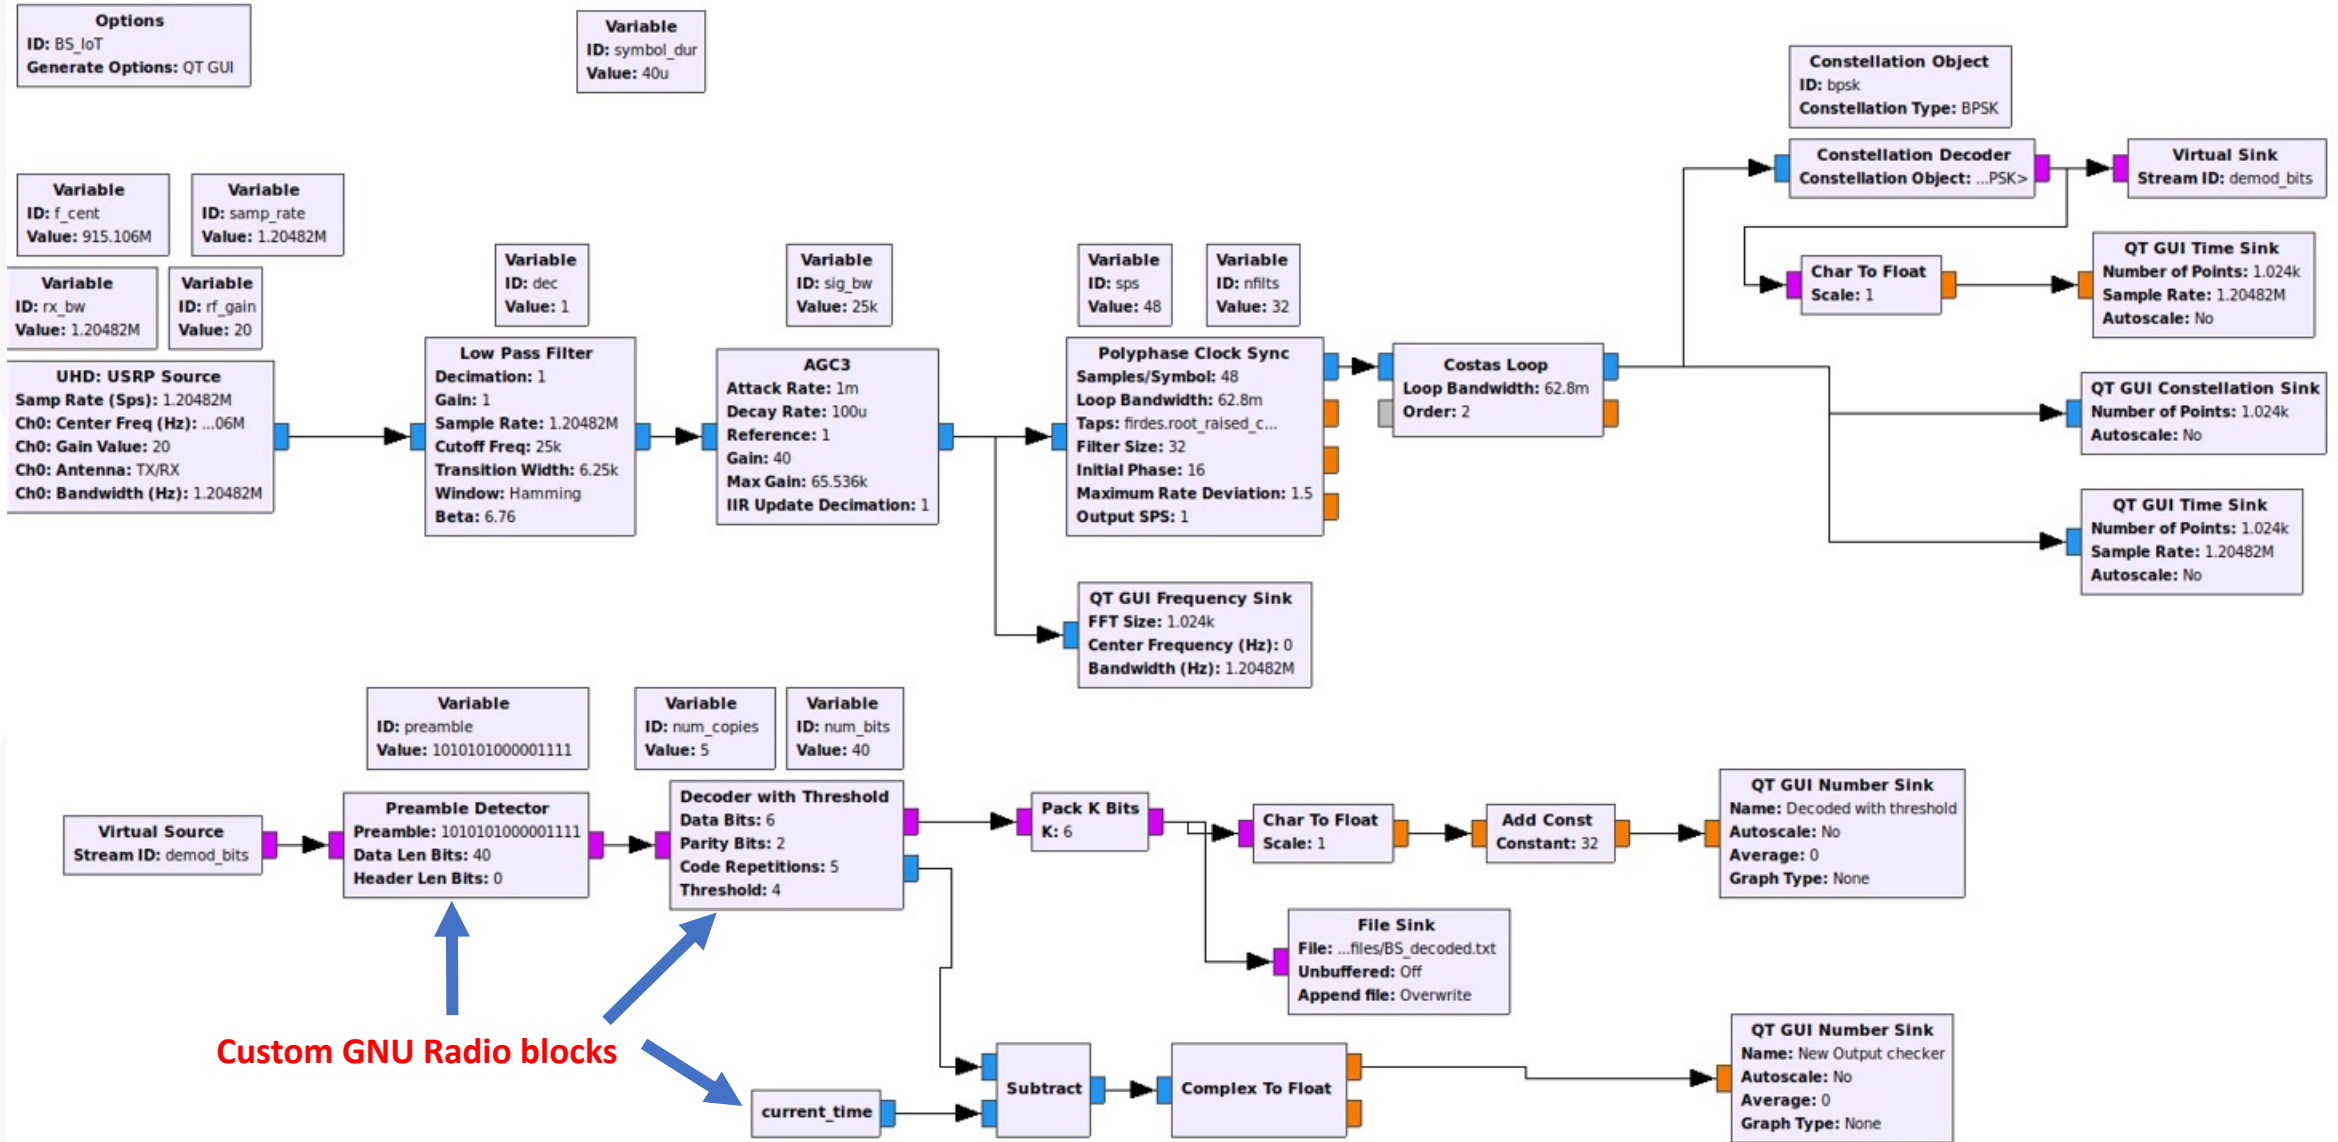 Options
ID: BS_IoT
Generate Options: QT GUI
Variable
ID: symbol_dur
Value: 40u
Constellation Object
ID: bpsk
Constellation Type: BPSK
Constellation Decoder
Constellation Object: ...PSK>
Virtual Sink
Stream ID: demod_bits
Variable
ID: f_cent
Value: 915.106M
Variable
ID: samp_rate
Value: 1.20482M
Variable
ID: rx_bw
Value: 1.20482M
Variable
ID: rf_gain
Value: 20
Variable
ID: dec
Value: 1
Variable
ID: sig_bw
Value: 25k
Variable
ID: sps
Value: 48
Variable
ID: nfilts
Value: 32
Char To Float
Scale: 1
QT GUI Time Sink
Number of Points: 1.024k
Sample Rate: 1.20482M
Autoscale: No
UHD: USRP Source
Samp Rate (Sps): 1.20482M
Ch0: Center Freq (Hz): ...06M
Ch0: Gain Value: 20
Ch0: Antenna: TX/RX
Ch0: Bandwidth (Hz): 1.20482M
Low Pass Filter
Decimation: 1
Gain: 1
Sample Rate: 1.20482M
Cutoff Freq: 25k
Transition Width: 6.25k
Window: Hamming
Beta: 6.76
AGC3
Attack Rate: 1m
Decay Rate: 100u
Reference: 1
Gain: 40
Max Gain: 65.536k
IIR Update Decimation: 1
Polyphase Clock Sync
Samples/Symbol: 48
Loop Bandwidth: 62.8m
Taps: firdes.root_raised_c...
Filter Size: 32
Initial Phase: 16
Maximum Rate Deviation: 1.5
Output SPS: 1
Costas Loop
Loop Bandwidth: 62.8m
Order: 2
QT GUI Constellation Sink
Number of Points: 1.024k
Autoscale: No
QT GUI Time Sink
Number of Points: 1.024k
Sample Rate: 1.20482M
Autoscale: No
QT GUI Frequency Sink
FFT Size: 1.024k
Center Frequency (Hz): 0
Bandwidth (Hz): 1.20482M
Variable
ID: preamble
Value: 1010101000001111
Variable
ID: num_copies
Value: 5
Variable
ID: num_bits
Value: 40
Virtual Source
Stream ID: demod_bits
Preamble Detector
Preamble: 1010101000001111
Data Len Bits: 40
Header Len Bits: 0
Decoder with Threshold
Data Bits: 6
Parity Bits: 2
Code Repetitions: 5
Threshold: 4
Pack K Bits
K: 6
Char To Float
Scale: 1
Add Const
Constant: 32
QT GUI Number Sink
Name: Decoded with threshold
Autoscale: No
Average: 0
Graph Type: None
File Sink
File: ...files/BS_decoded.txt
Unbuffered: Off
Append file: Overwrite
Custom GNU Radio blocks
current_time
Subtract
Complex To Float
QT GUI Number Sink
Name: New Output checker
Autoscale: No
Average: 0
Graph Type: None